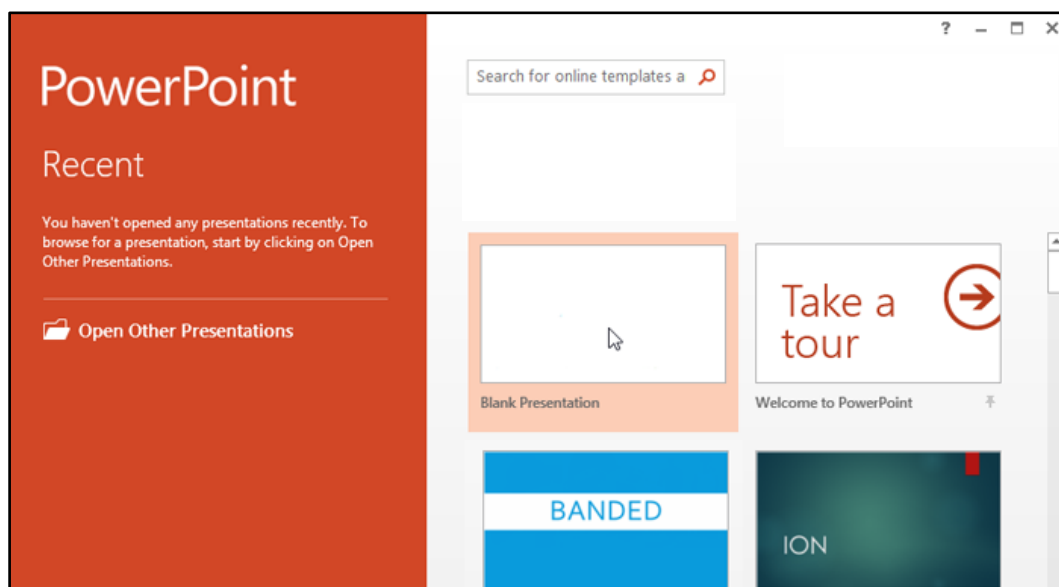 ?
PowerPoint
Search for online templates a
Recent
You haven't opened any presentations recently. To
browse for a presentation, start by clicking on Open
Other Presentations.
Open Other Presentations
Take a
tour
Blank Presentation
Welcome to PowerPoint
BANDED
ION